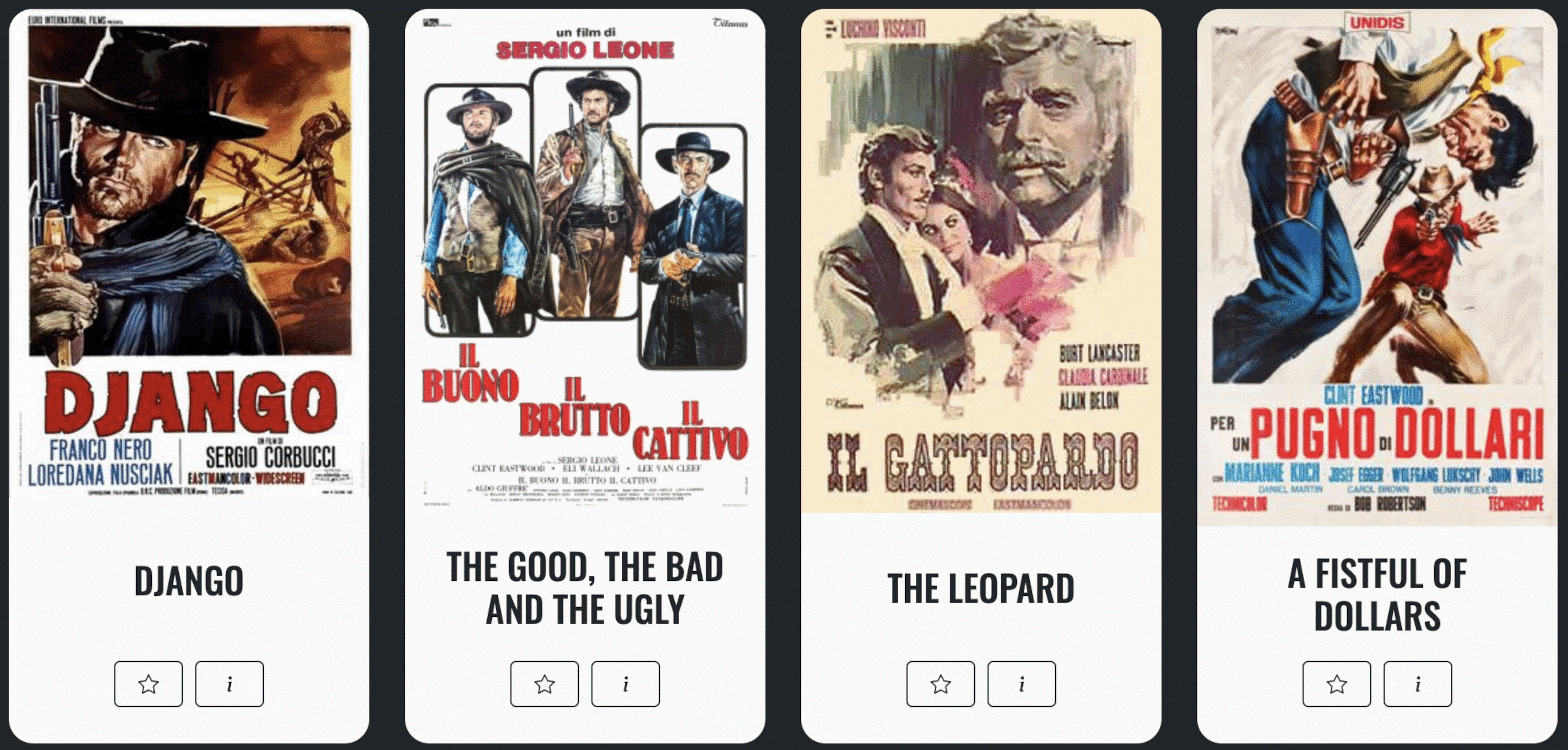 EURO INTERNATIONAL FILMS
DJANGO
FRANCO NERO
LOREDANA NUSCIAK
UN FILM DI
SERGIO CORBUCCI
EASTMANCOLOR-WIDESCREEN
DJANGO
i
Titanus
un film di
SERGIO LEONE
IL
BUONO
IL
BRUTTO
IL
CATTIVO
SERGIO LEONE
CLINT EASTWOOD • ELI WALLACH • LEE VAN CLEEF
IL BUONO IL BRUTTO IL CATTIVO
ALDO GIUFFRE'
THE GOOD, THE BAD
AND THE UGLY
i
LUCHINO VISCONTI
BURT LANCASTER
CLAUDIA CARDINALE
ALAIN DELON
IL GATTOPARDO
CINEMASCOPE EASTMANCOLOR
THE LEOPARD
i
UNIDIS
CLINT EASTWOOD in
PER
UN PUGNO DI DOLLARI
CON MARIANNE KOCH JOSEF EGGER • WOLFGANG LUKSCHY • JOHN WELLS
DANIEL MARTIN CAROL BROWN BENNY REEVES
TECHNICOLOR REGIA DI BOB ROBERTSON TECHNISCOPE
A FISTFUL OF
DOLLARS
i